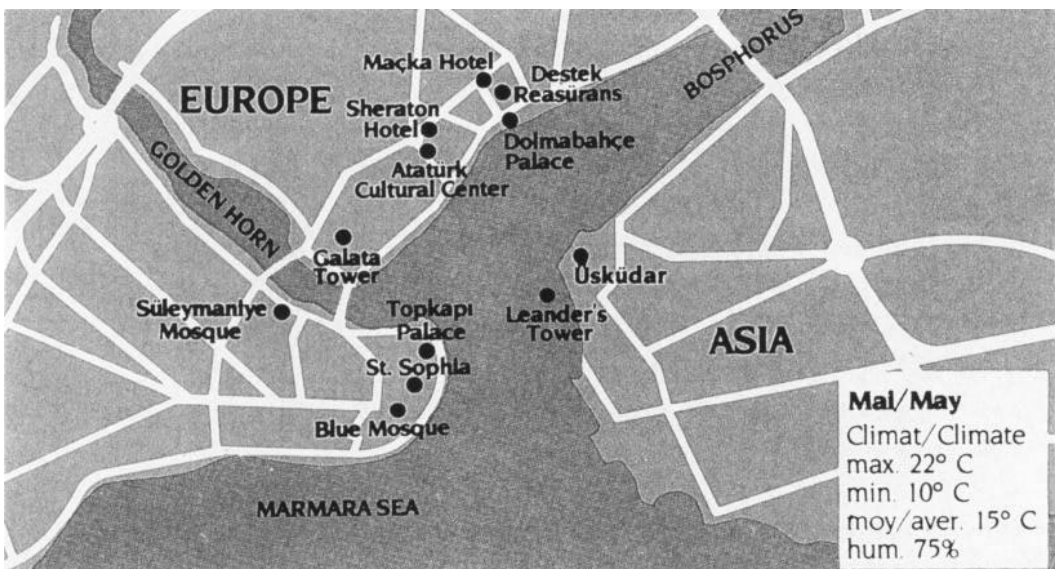 BOSPHORUS
Maçka Hotel
Destek
Reasürans
EUROPE
Sheraton
Hotel
Dolmabahçe
Palace
Atatürk
Cultural Center
GOLDEN HORN
Galata
Tower
Üsküdar
Süleymaniye
Mosque
Topkapı
Palace
Leander's
Tower
ASIA
St. Sophia
Blue Mosque
MARMARA SEA
Mai/May
Climat/Climate
max. 22° C
min. 10° C
moy/aver. 15° C
hum. 75%